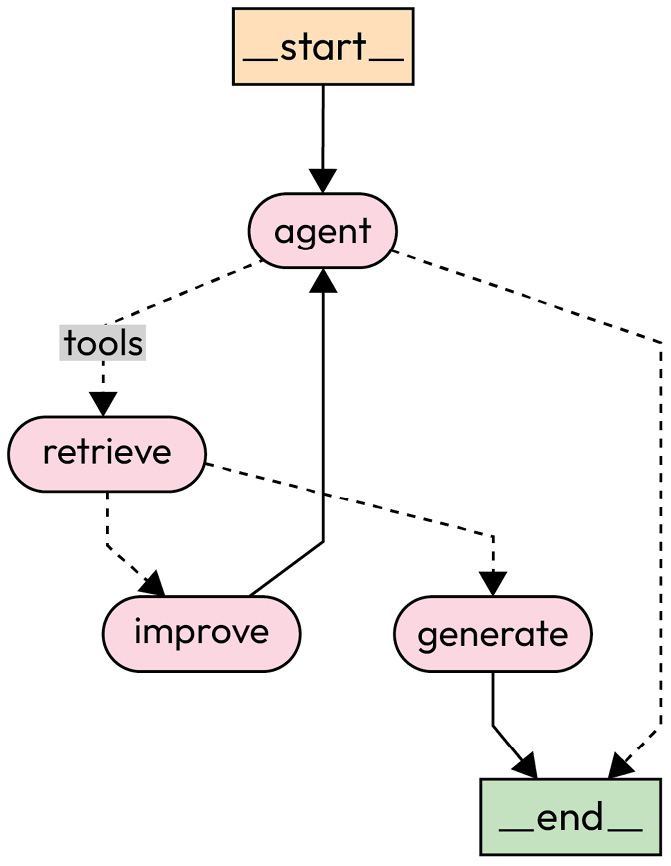 __start__
agent
tools
retrieve
improve
generate
__end__